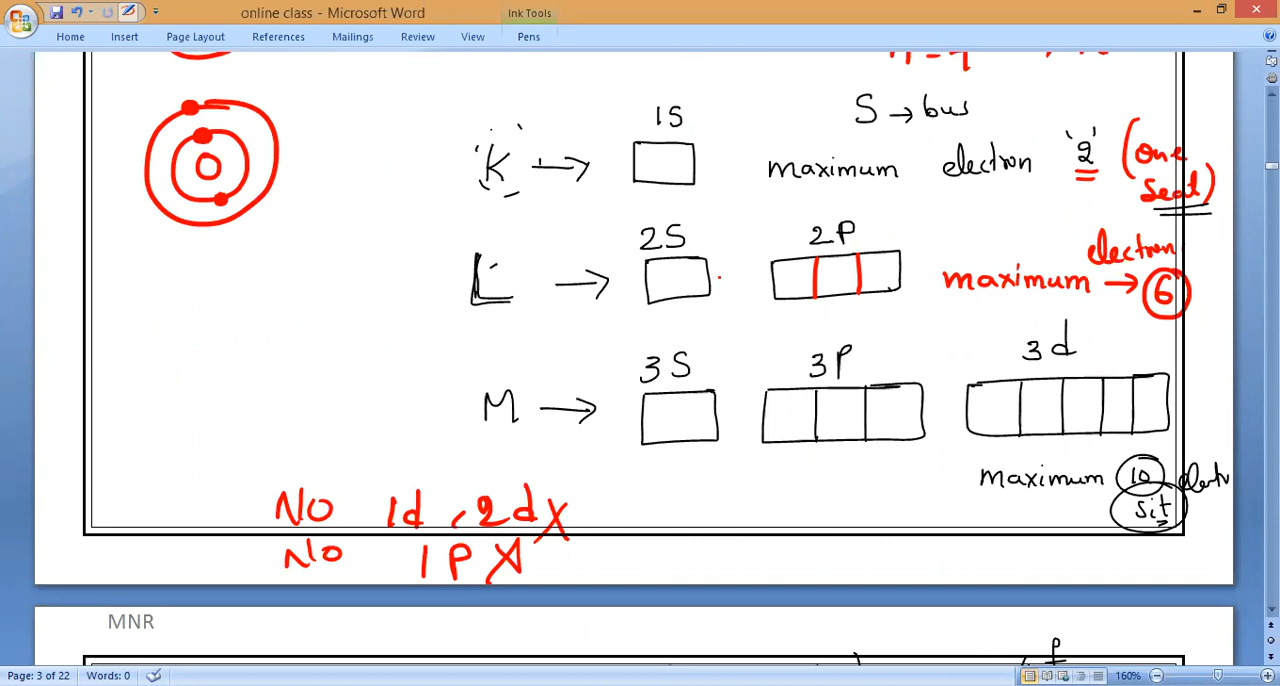 online class - Microsoft Word
Ink Tools
Home Insert Page Layout References Mailings Review View Pens
1S
S → bus
'K' → maximum electron '2' (one seat)
2S 2P
L → maximum electron → 6
3S 3P 3d
M →
maximum 10 electr
sit
NO 1d, 2d X
NO 1P X
MNR
P
Page: 3 of 22 Words: 0 160%